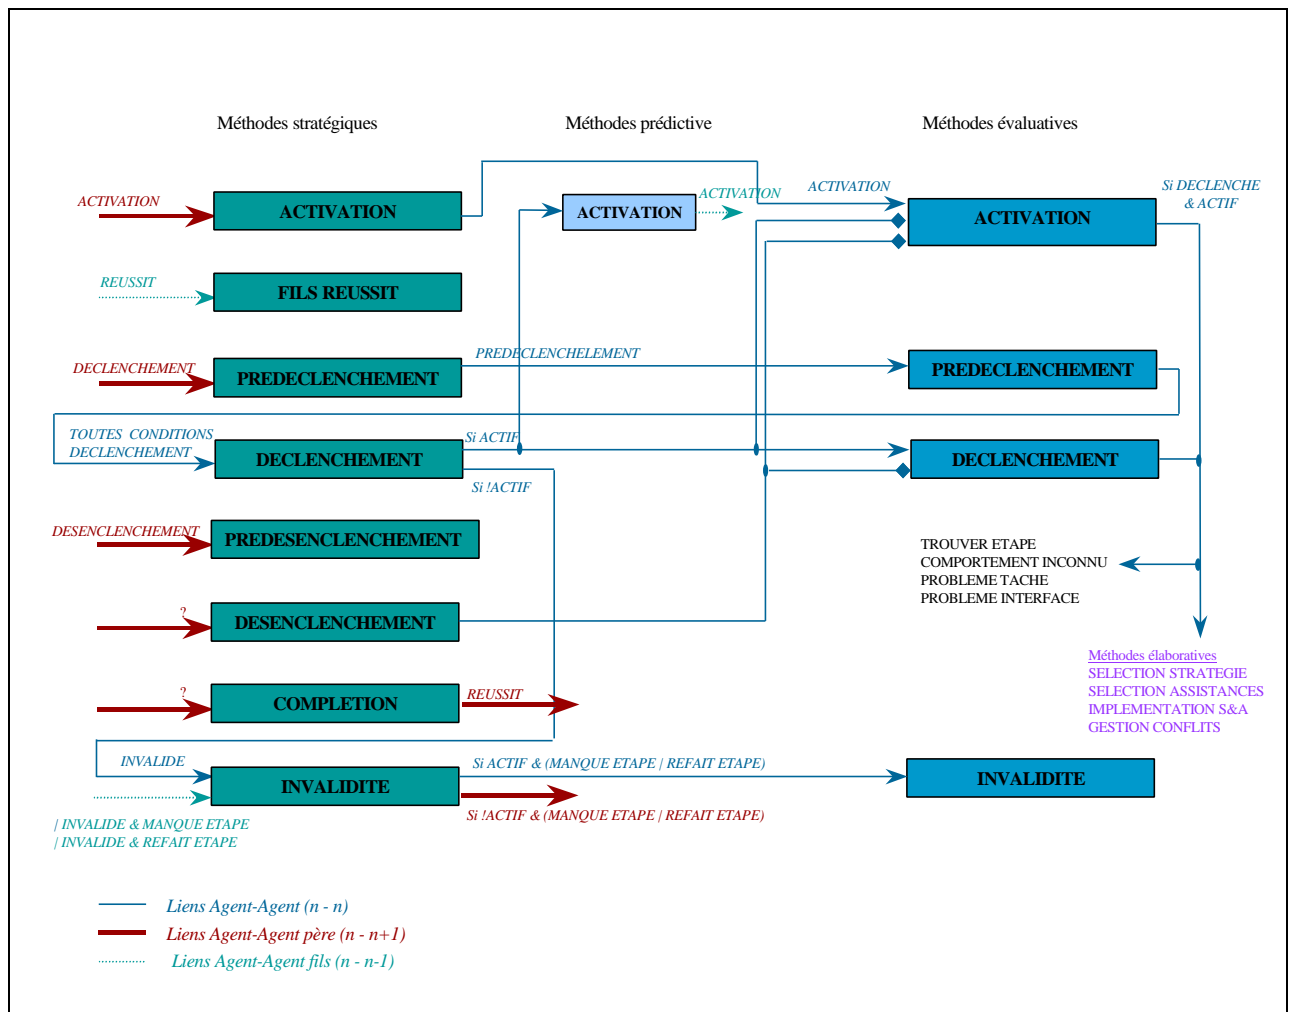 Méthodes stratégiques
Méthodes prédictive
Méthodes évaluatives
ACTIVATION
ACTIVATION
ACTIVATION
ACTIVATION
ACTIVATION
ACTIVATION
Si DECLENCHE
& ACTIF
REUSSIT
FILS REUSSIT
DECLENCHEMENT
PREDECLENCHEMENT
PREDECLENCHELEMENT
PREDECLENCHEMENT
TOUTES CONDITIONS
DECLENCHEMENT
DECLENCHEMENT
Si ACTIF
Si !ACTIF
DECLENCHEMENT
DESENCLENCHEMENT
PREDESENCLENCHEMENT
TROUVER ETAPE
COMPORTEMENT INCONNU
PROBLEME TACHE
PROBLEME INTERFACE
?
DESENCLENCHEMENT
Méthodes élaboratives
SELECTION STRATEGIE
SELECTION ASSISTANCES
IMPLEMENTATION S&A
GESTION CONFLITS
?
COMPLETION
REUSSIT
INVALIDE
INVALIDITE
Si ACTIF & (MANQUE ETAPE | REFAIT ETAPE)
Si !ACTIF & (MANQUE ETAPE | REFAIT ETAPE)
INVALIDITE
| INVALIDE & MANQUE ETAPE
| INVALIDE & REFAIT ETAPE
Liens Agent-Agent (n - n)
Liens Agent-Agent père (n - n+1)
Liens Agent-Agent fils (n - n-1)